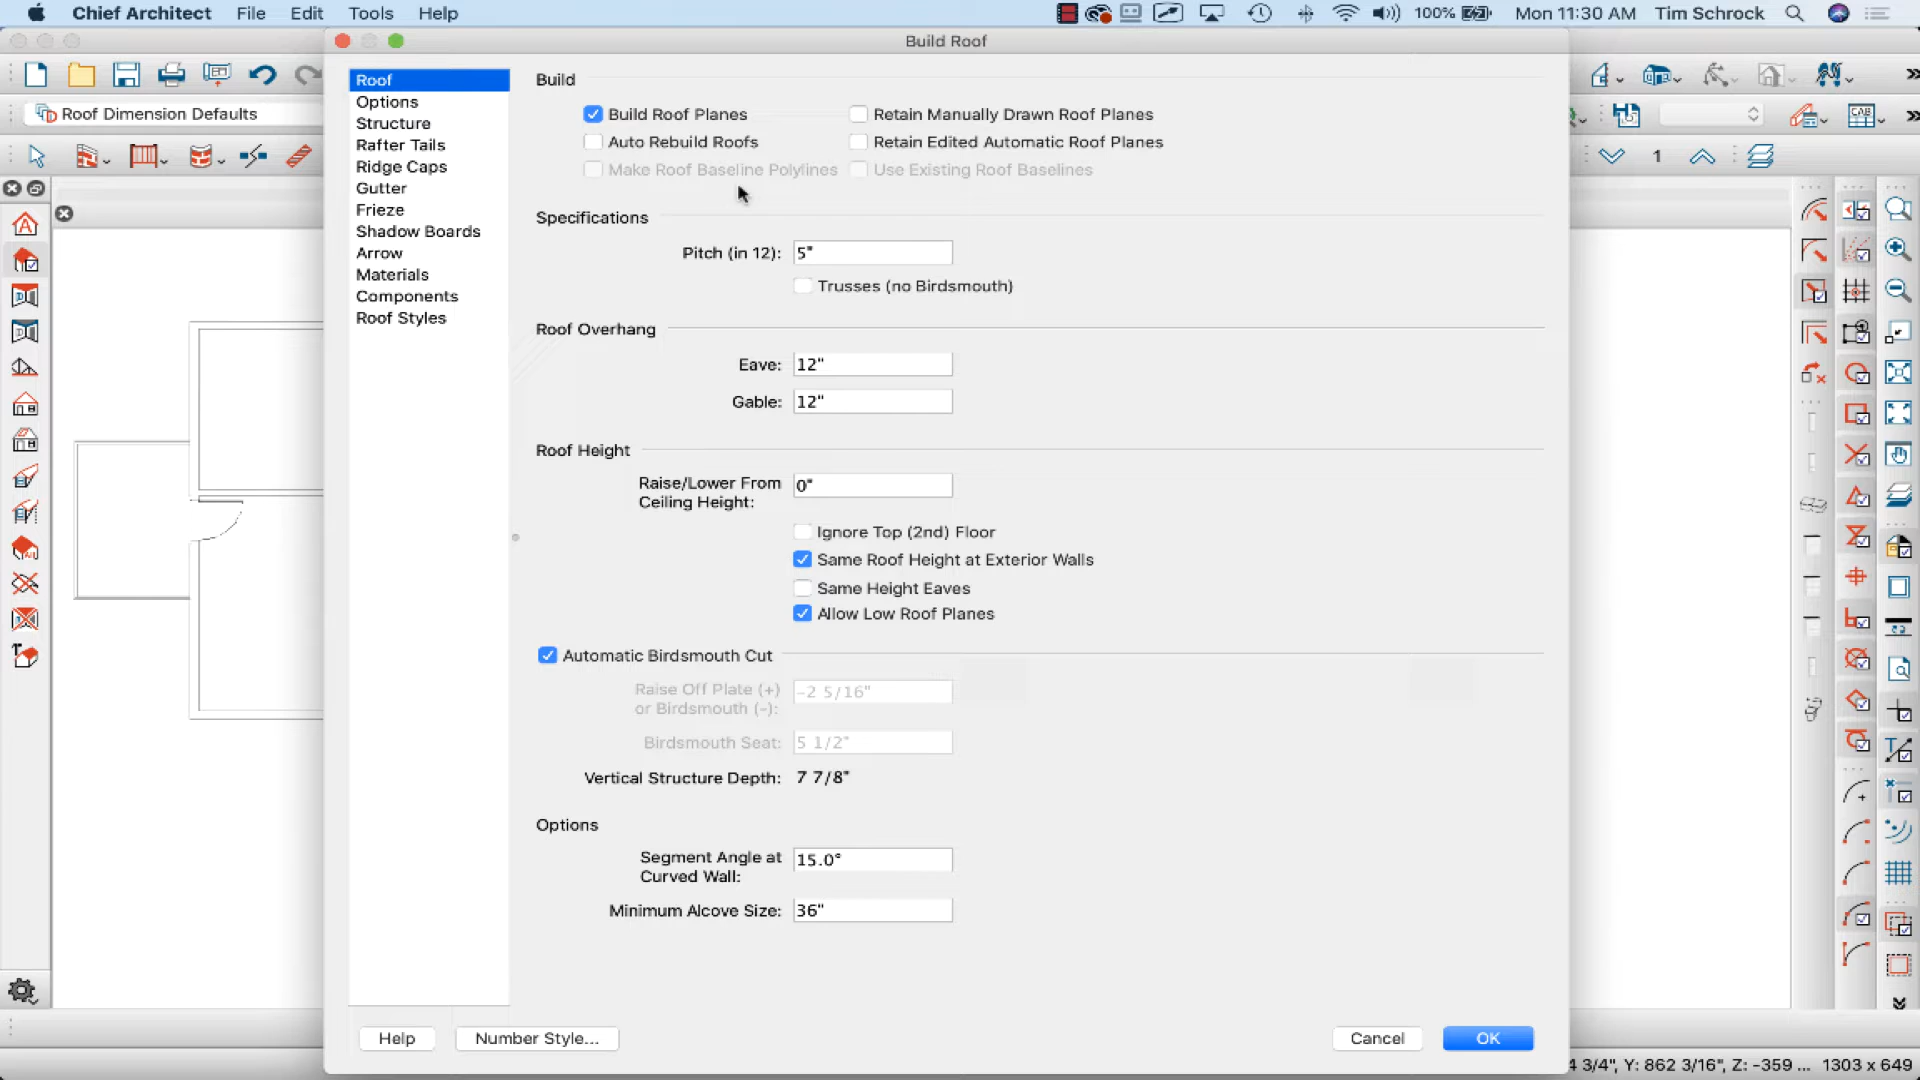 Chief Architect File Edit Tools Help 100% Mon 11:30 AM Tim Schrock
Build Roof
Roof Dimension Defaults
1
Roof
Options
Structure
Rafter Tails
Ridge Caps
Gutter
Frieze
Shadow Boards
Arrow
Materials
Components
Roof Styles
Build
Build Roof Planes Retain Manually Drawn Roof Planes
Auto Rebuild Roofs Retain Edited Automatic Roof Planes
Make Roof Baseline Polylines Use Existing Roof Baselines
Specifications
Pitch (in 12): 5"
Trusses (no Birdsmouth)
Roof Overhang
Eave: 12"
Gable: 12"
Roof Height
Raise/Lower From
Ceiling Height: 0"
Ignore Top (2nd) Floor
Same Roof Height at Exterior Walls
Same Height Eaves
Allow Low Roof Planes
Automatic Birdsmouth Cut
Raise Off Plate (+)
or Birdsmouth (-): -2 5/16"
Birdsmouth Seat: 5 1/2"
Vertical Structure Depth: 7 7/8"
Options
Segment Angle at
Curved Wall: 15.0°
Minimum Alcove Size: 36"
Help Number Style... Cancel OK
4 3/4", Y: 862 3/16", Z: -359 ... 1303 x 649